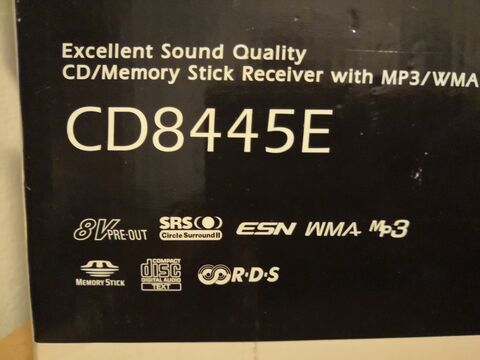 Excellent Sound Quality
CD/Memory Stick Receiver with MP3/WMA
CD8445E
8V PRE-OUT SRS Circle Surround II ESN WMA MP3
MEMORY STICK COMPACT disc DIGITAL AUDIO TEXT R·D·S